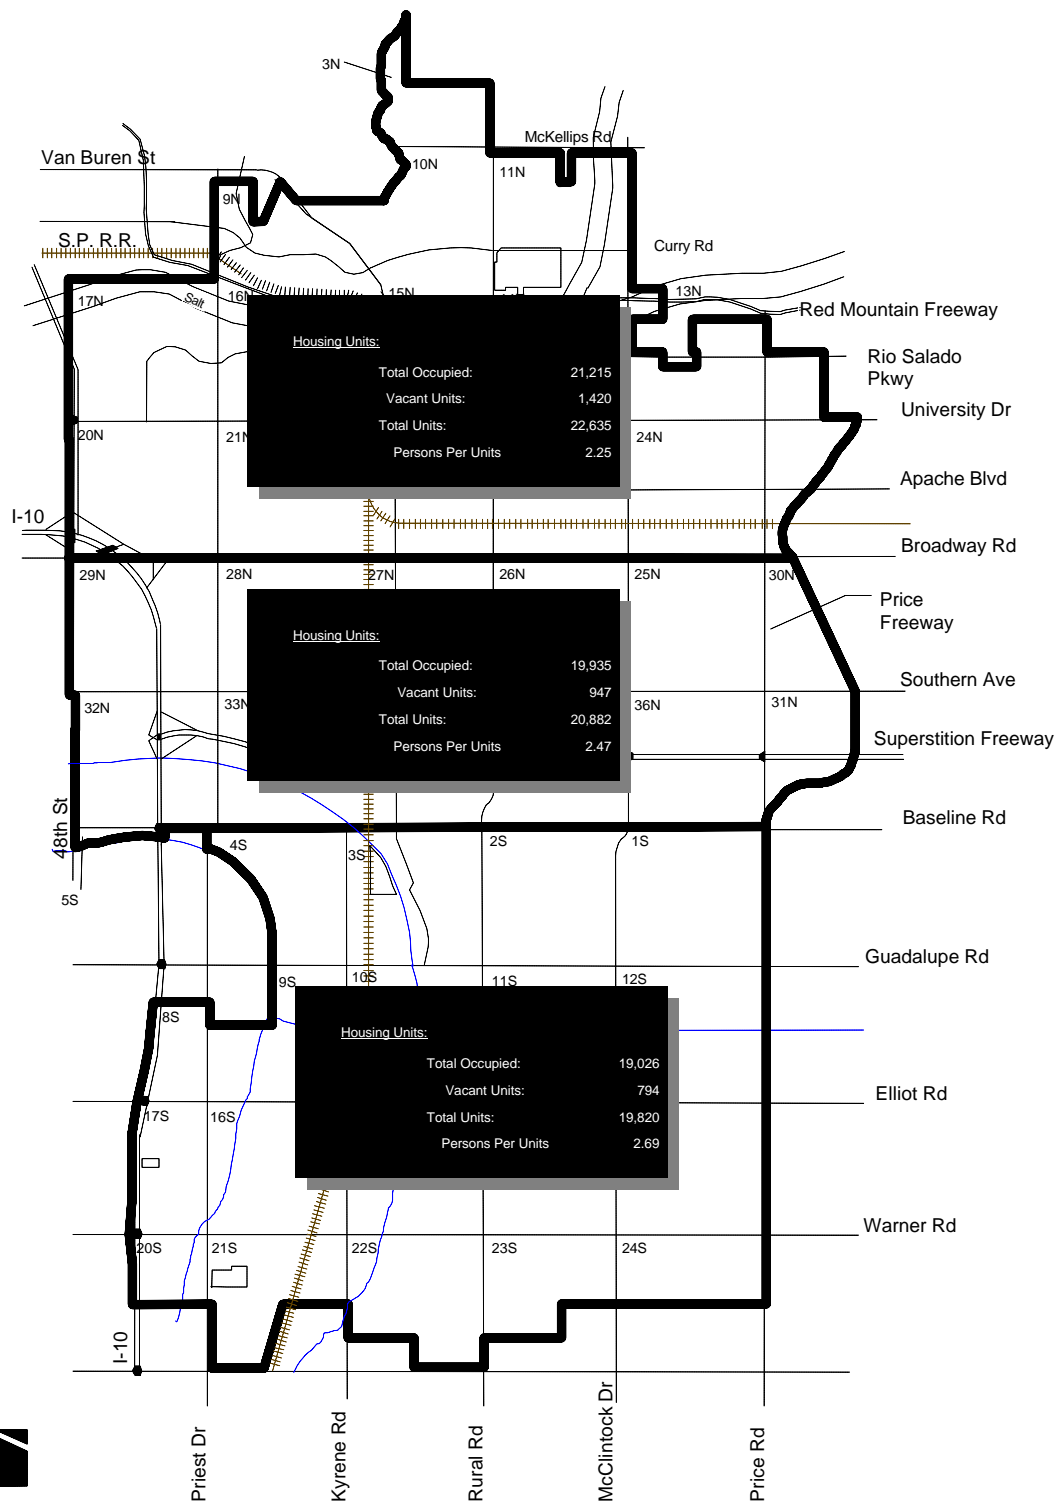 3N
McKellips Rd
Van Buren St
10N
11N
9N
S.P. R.R.
Curry Rd
17N
Salt
16N
15N
13N
Red Mountain Freeway
Housing Units:
Total Occupied: 21,215
Vacant Units: 1,420
Total Units: 22,635
Persons Per Units 2.25
Rio Salado
Pkwy
University Dr
20N
21N
24N
Apache Blvd
I-10
Broadway Rd
29N
28N
27N
26N
25N
30N
Price
Freeway
Housing Units:
Total Occupied: 19,935
Vacant Units: 947
Total Units: 20,882
Persons Per Units 2.47
Southern Ave
32N
33N
36N
31N
Superstition Freeway
48th St
Baseline Rd
4S
3S
2S
1S
5S
Guadalupe Rd
9S
10S
11S
12S
8S
Housing Units:
Total Occupied: 19,026
Vacant Units: 794
Total Units: 19,820
Persons Per Units 2.69
Elliot Rd
17S
16S
Warner Rd
20S
21S
22S
23S
24S
I-10
Priest Dr
Kyrene Rd
Rural Rd
McClintock Dr
Price Rd